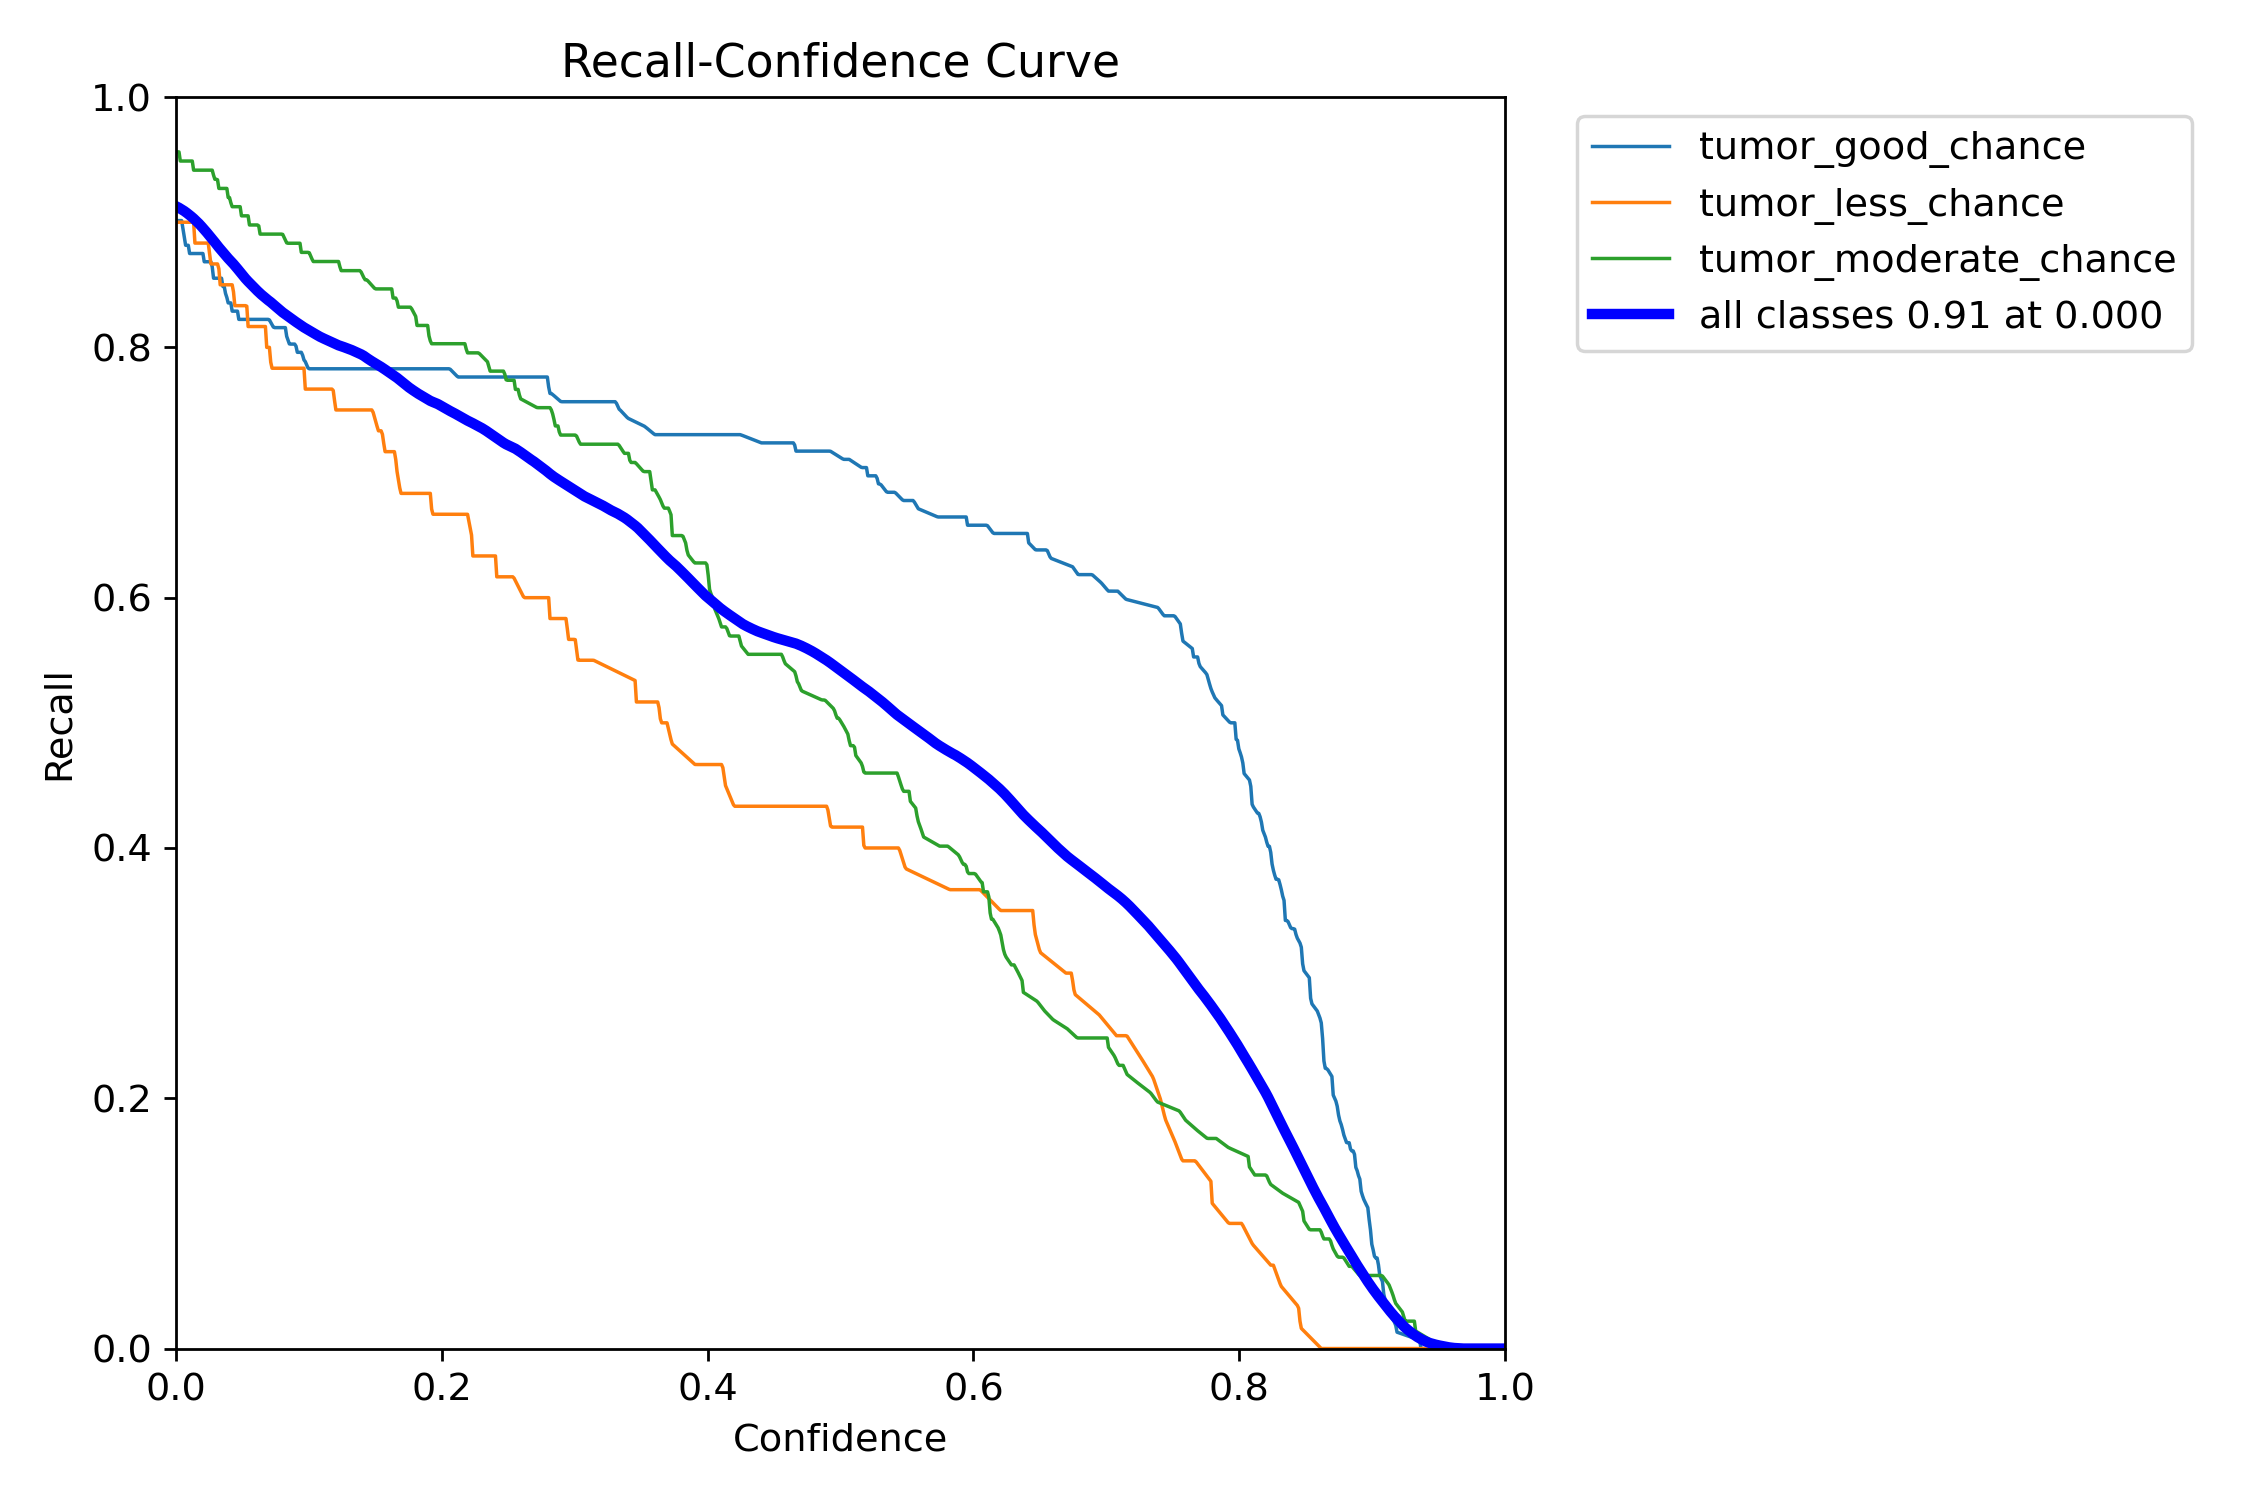 Recall-Confidence Curve
1.0
0.8
0.6
0.4
0.2
0.0
Recall
0.0 0.2 0.4 0.6 0.8 1.0
Confidence
tumor_good_chance
tumor_less_chance
tumor_moderate_chance
all classes 0.91 at 0.000